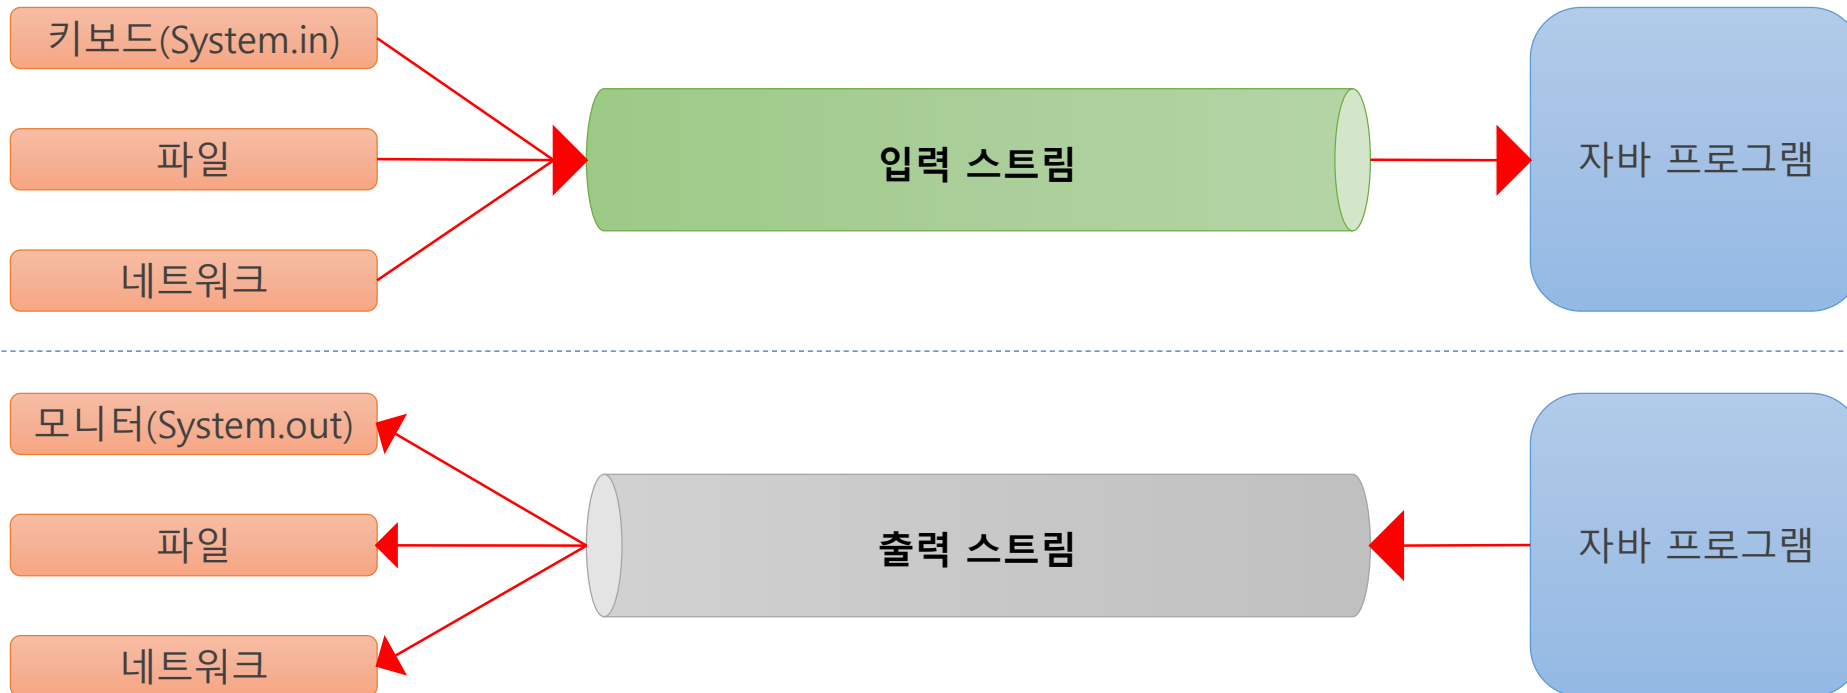 키보드(System.in)
파일
네트워크
입력 스트림
자바 프로그램
모니터(System.out)
파일
네트워크
출력 스트림
자바 프로그램